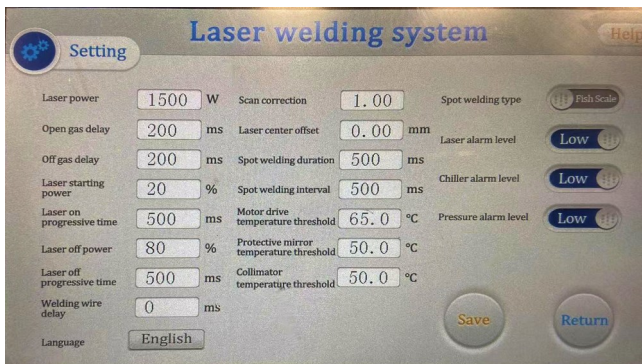 Laser welding system
Help
Setting
Laser power 1500 W
Open gas delay 200 ms
Off gas delay 200 ms
Laser starting
power 20 %
Laser on
progressive time 500 ms
Laser off power 80 %
Laser off
progressive time 500 ms
Welding wire
delay 0 ms
Language English
Scan correction 1.00
Laser center offset 0.00 mm
Spot welding duration 500 ms
Spot welding interval 500 ms
Motor drive
temperature threshold 65.0 °C
Protective mirror
temperature threshold 50.0 °C
Collimator
temperature threshold 50.0 °C
Spot welding type Fish Scale
Laser alarm level Low
Chiller alarm level Low
Pressure alarm level Low
Save
Return